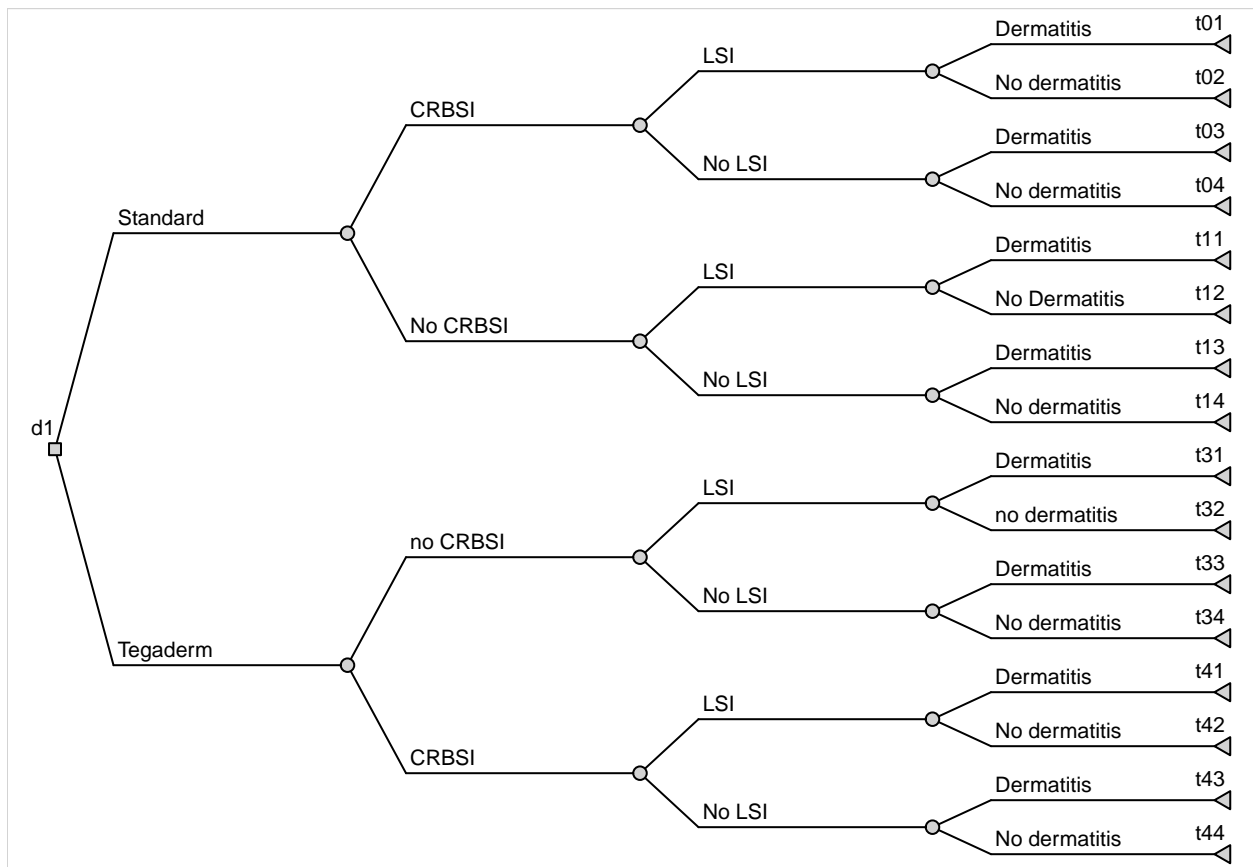 Dermatitis t01
LSI
No dermatitis t02
CRBSI
Dermatitis t03
No LSI
No dermatitis t04
Standard
Dermatitis t11
LSI
No Dermatitis t12
No CRBSI
Dermatitis t13
No LSI
No dermatitis t14
d1
Dermatitis t31
LSI
no dermatitis t32
no CRBSI
Dermatitis t33
No LSI
No dermatitis t34
Tegaderm
Dermatitis t41
LSI
No dermatitis t42
CRBSI
Dermatitis t43
No LSI
No dermatitis t44